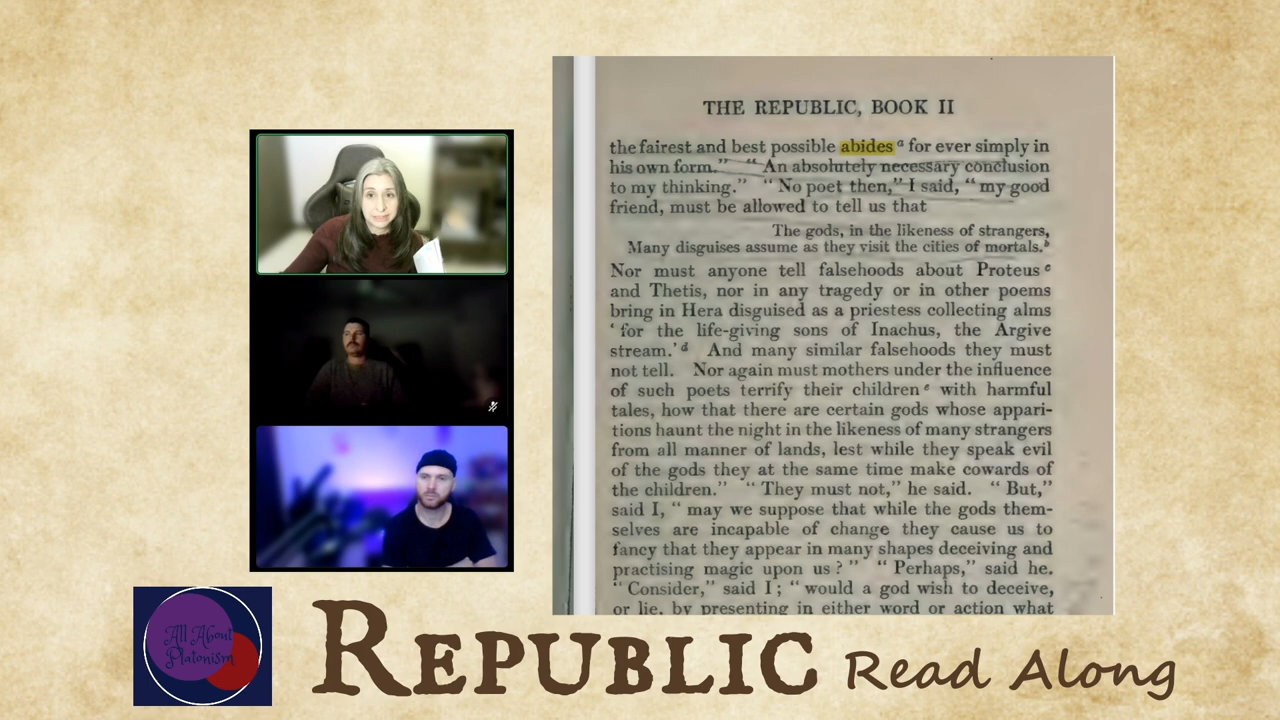 THE REPUBLIC, BOOK II
the fairest and best possible abides ᵃ for ever simply in
his own form.” “ An absolutely necessary conclusion
to my thinking.” “ No poet then,” I said, “ my good
friend, must be allowed to tell us that
The gods, in the likeness of strangers,
Many disguises assume as they visit the cities of mortals.ᵇ
Nor must anyone tell falsehoods about Proteus ᶜ
and Thetis, nor in any tragedy or in other poems
bring in Hera disguised as a priestess collecting alms
‘ for the life-giving sons of Inachus, the Argive
stream.’ ᵈ And many similar falsehoods they must
not tell. Nor again must mothers under the influence
of such poets terrify their children ᵉ with harmful
tales, how that there are certain gods whose appari-
tions haunt the night in the likeness of many strangers
from all manner of lands, lest while they speak evil
of the gods they at the same time make cowards of
the children.” “ They must not,” he said. “ But,”
said I, “ may we suppose that while the gods them-
selves are incapable of change they cause us to
fancy that they appear in many shapes deceiving and
practising magic upon us ? ” “ Perhaps,” said he.
“ Consider,” said I ; “ would a god wish to deceive,
or lie, by presenting in either word or action what
All About
Platonism
REPUBLIC Read Along